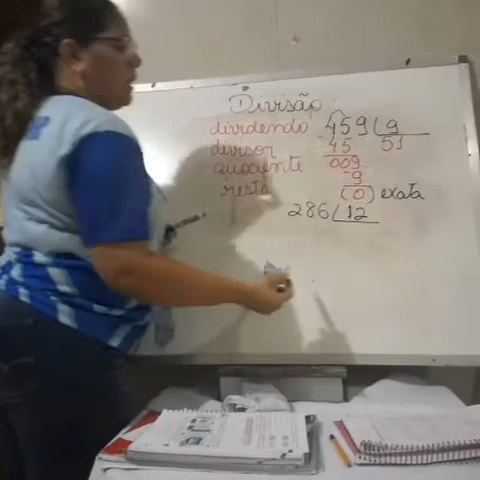 Divisão
dividendo 459 9
divisor 45 51
quociente 009
-9
resto (0) exata
286 12